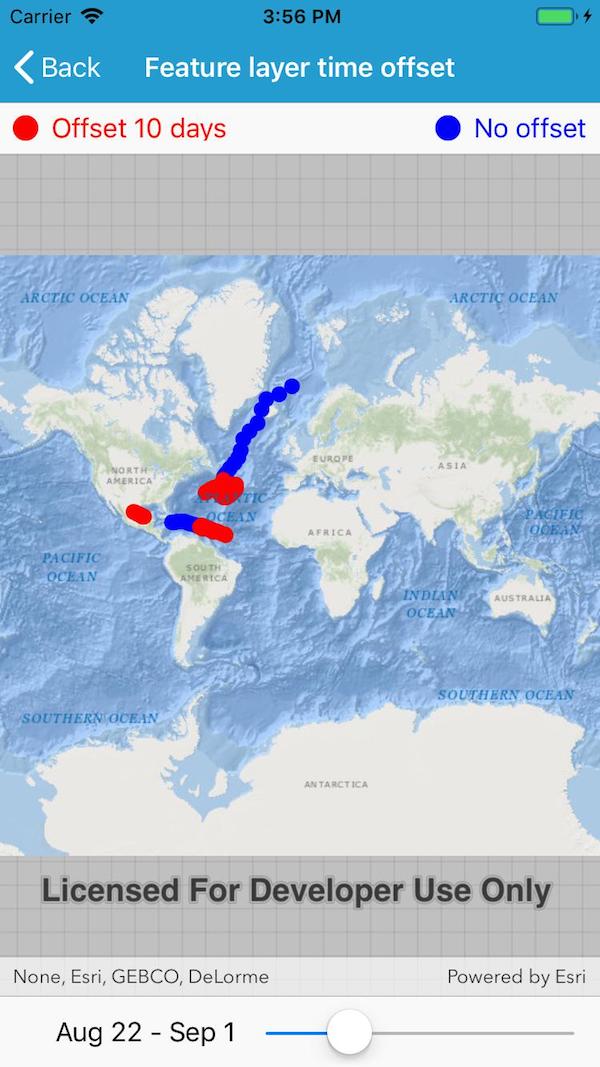 Carrier 3:56 PM
Back Feature layer time offset
Offset 10 days No offset
ARCTIC OCEAN ARCTIC OCEAN
NORTH
AMERICA
EUROPE
ASIA
OCEAN
PACIFIC
OCEAN
AFRICA
PACIFIC
OCEAN
SOUTH
AMERICA
INDIAN
OCEAN
AUSTRALIA
SOUTHERN OCEAN
SOUTHERN OCEAN
ANTARCTICA
Licensed For Developer Use Only
None, Esri, GEBCO, DeLorme Powered by Esri
Aug 22 - Sep 1